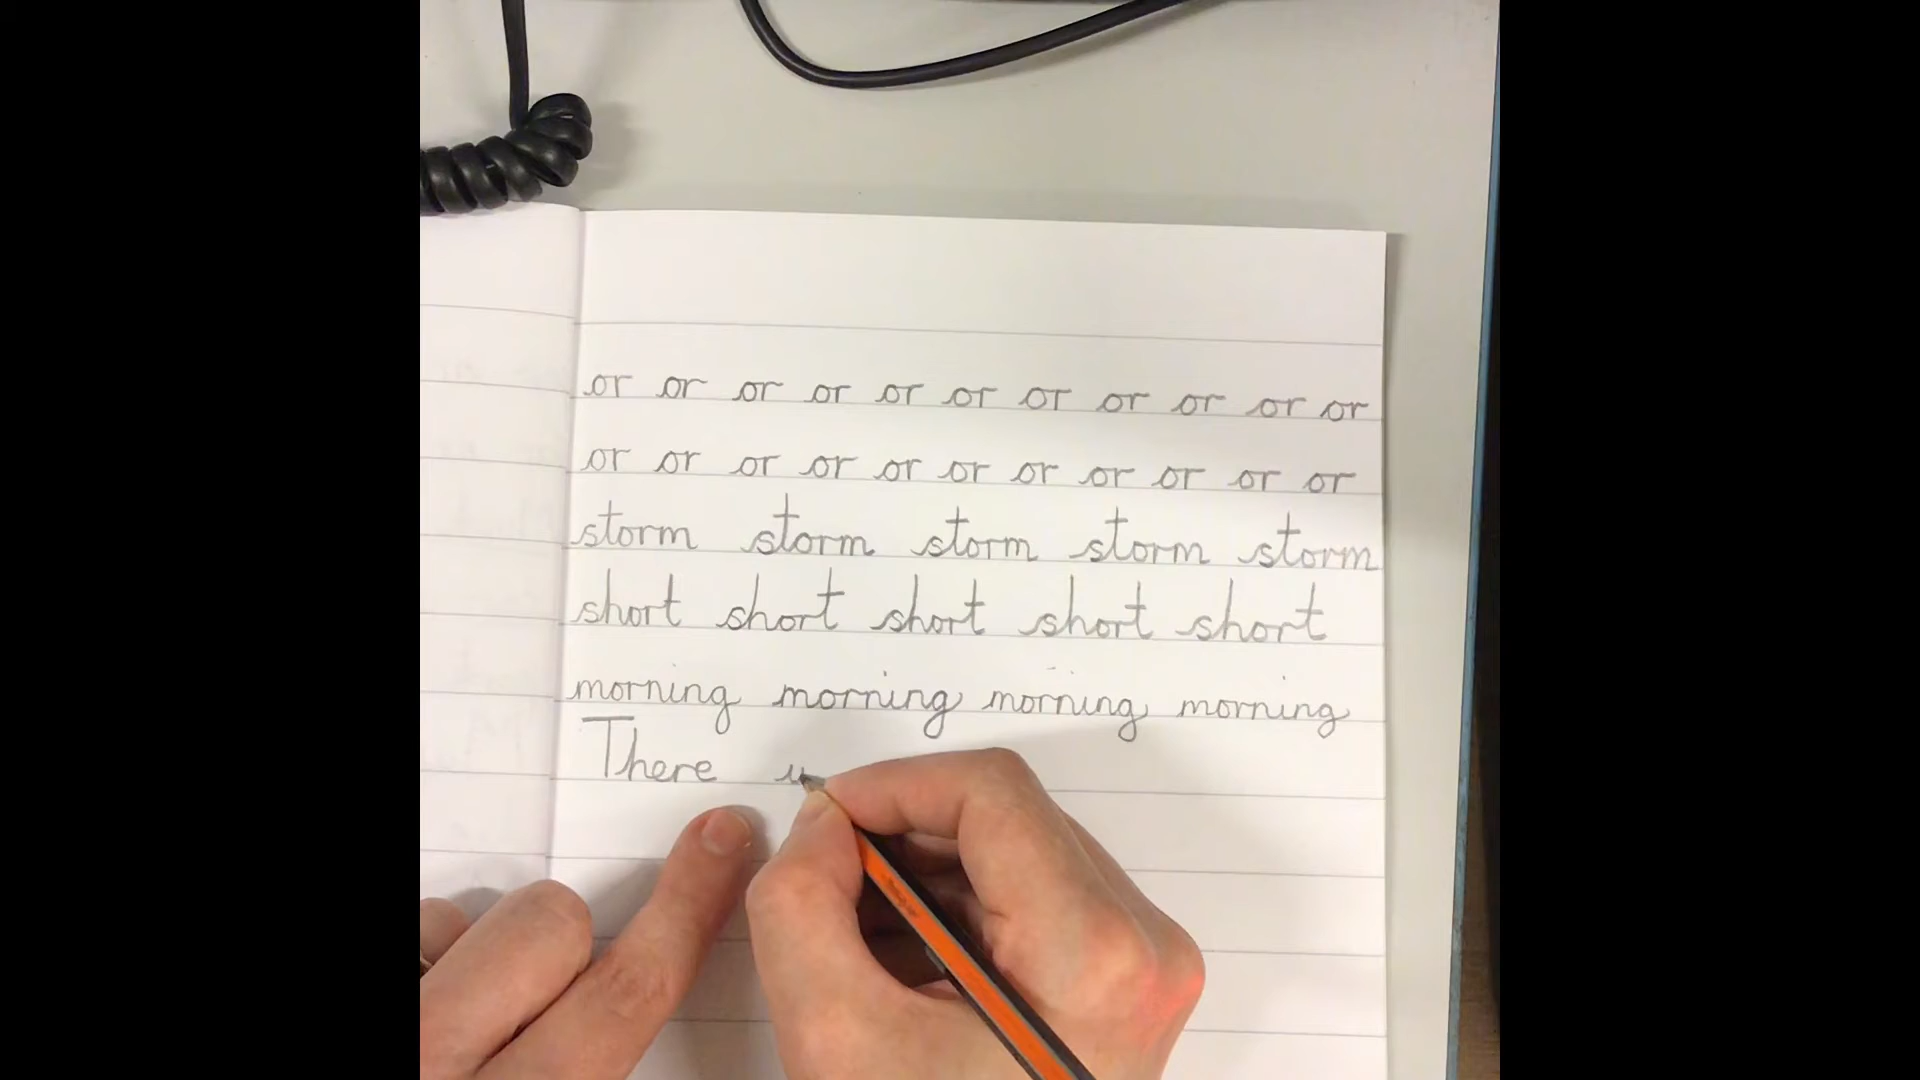 or or or or or or or or or or or
or or or or or or or or or or or
storm storm storm storm storm
short short short short short
morning morning morning morning
There